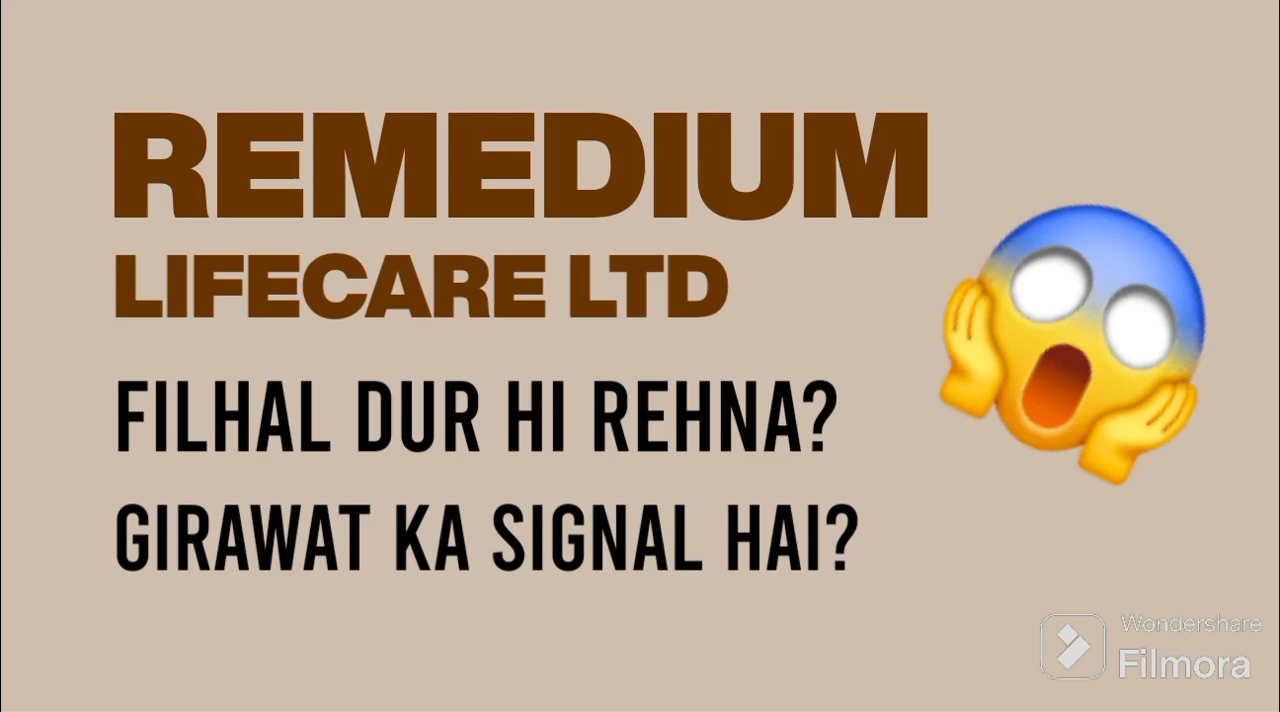 REMEDIUM
LIFECARE LTD
FILHAL DUR HI REHNA?
GIRAWAT KA SIGNAL HAI?
Wondershare
Filmora